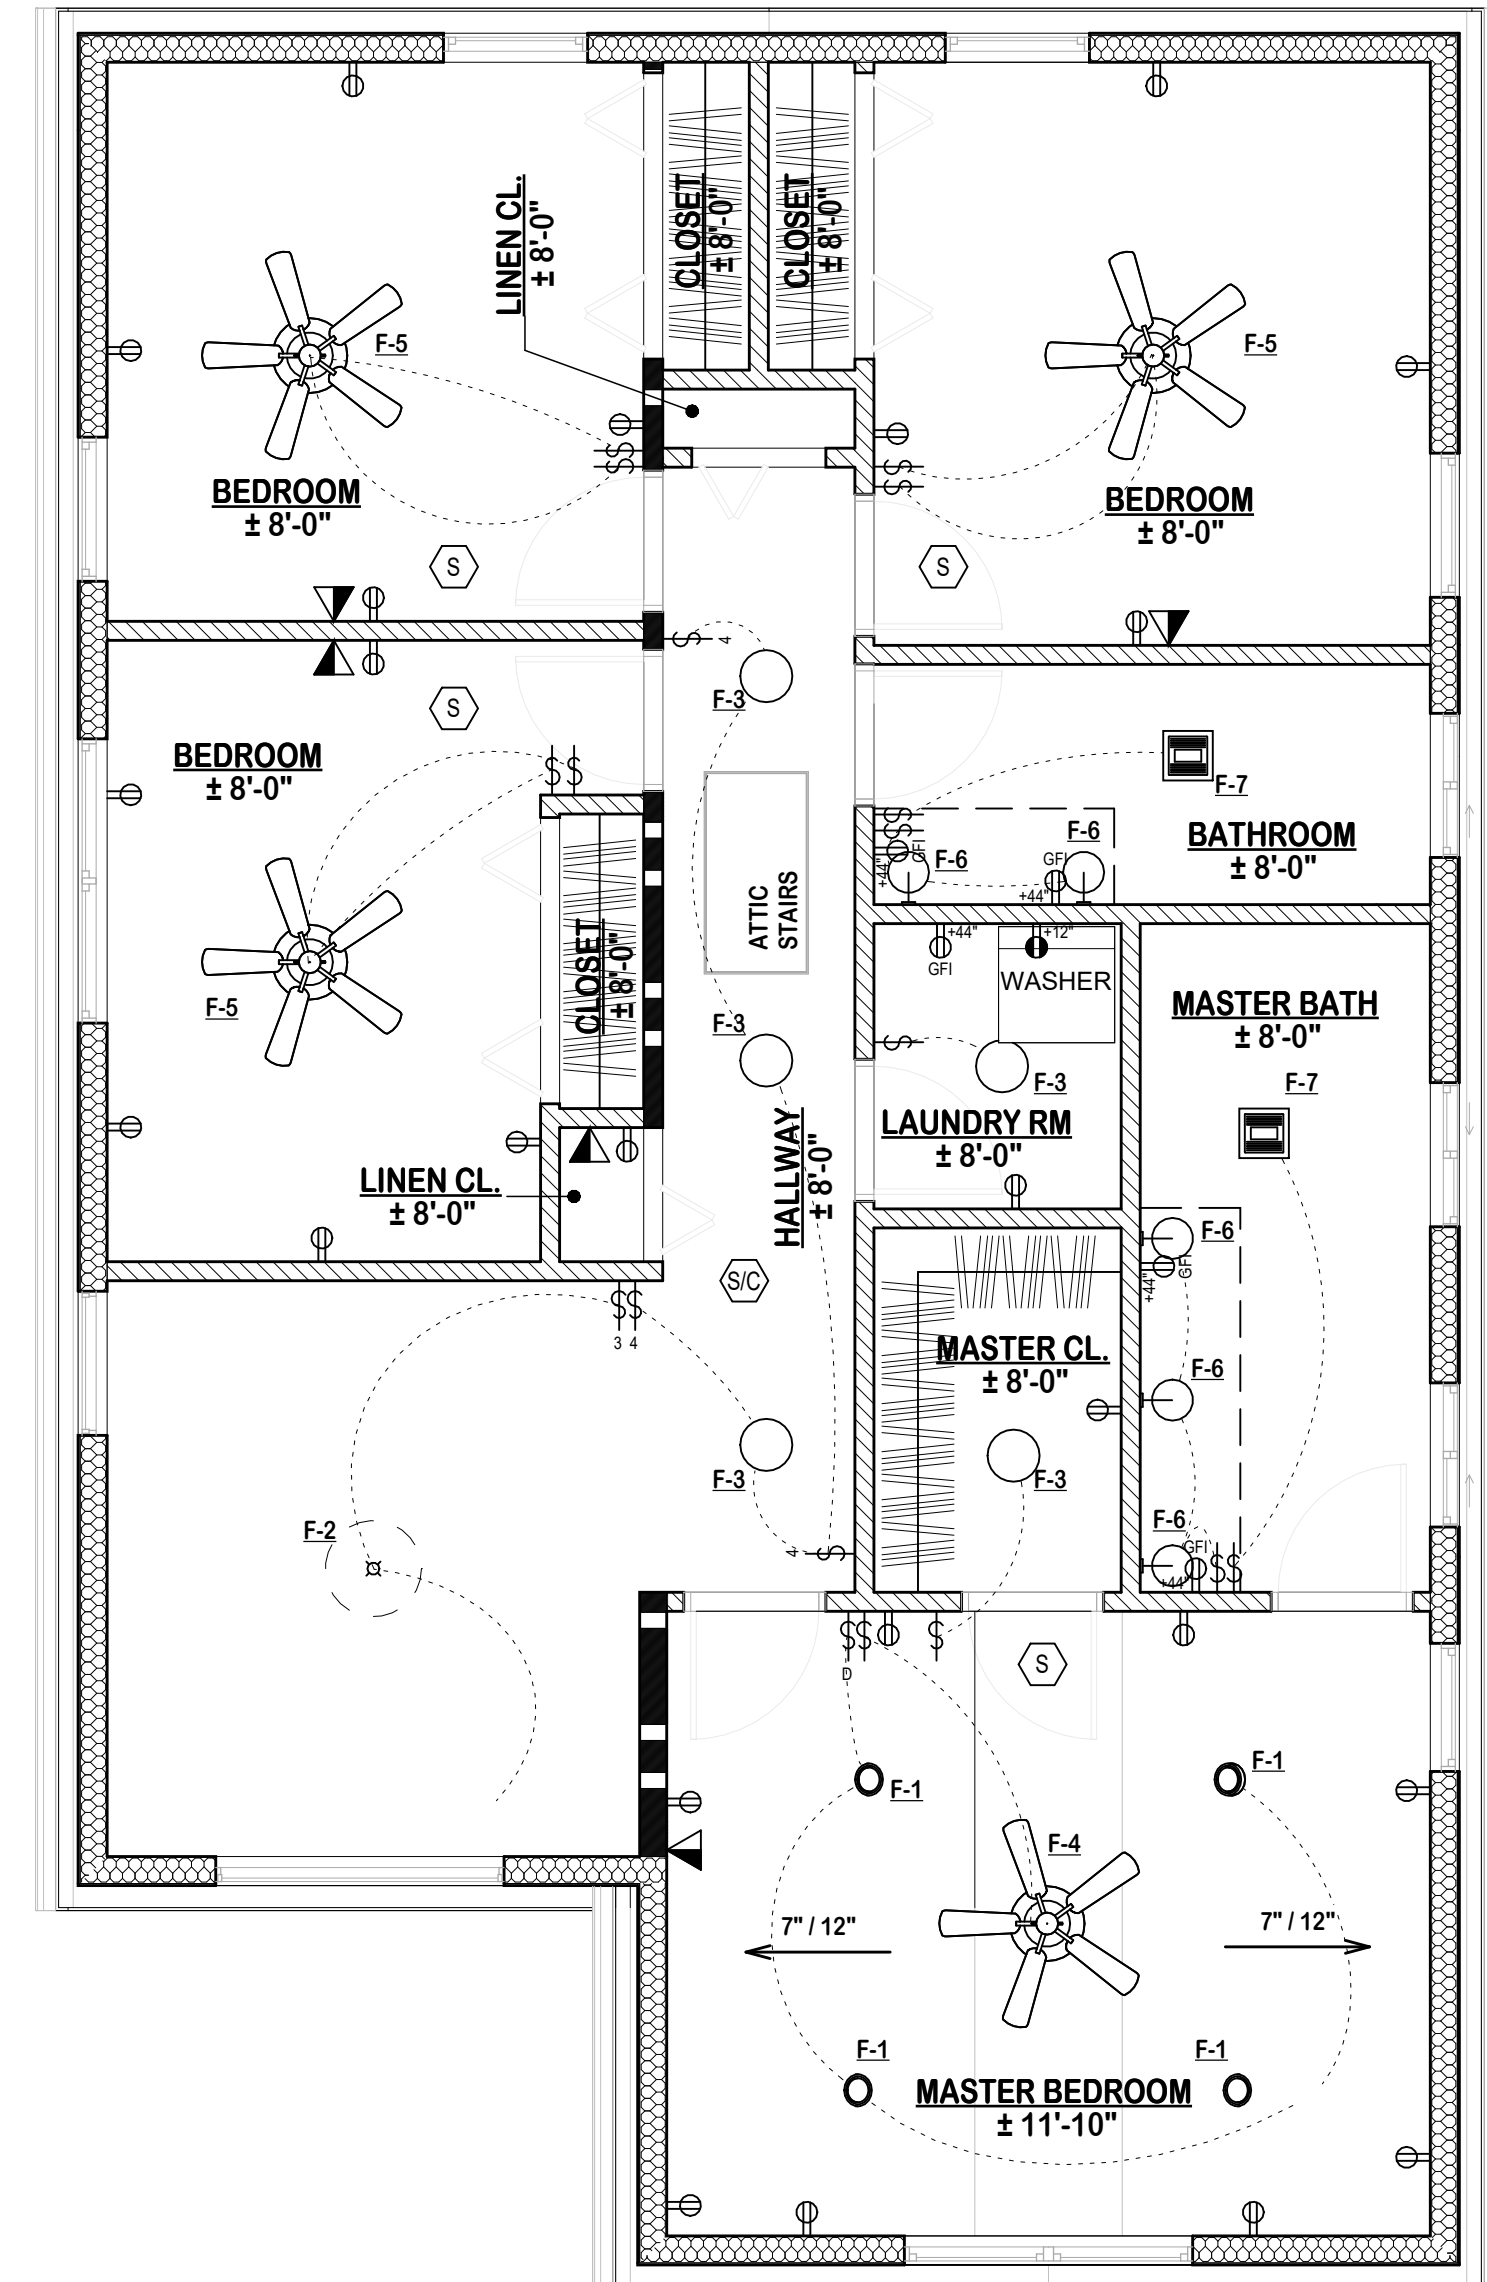 LINEN CL.
± 8'-0"
CLOSET
± 8'-0"
CLOSET
± 8'-0"
F-5
F-5
BEDROOM
± 8'-0"
BEDROOM
± 8'-0"
S
S
4
F-3
S
BEDROOM
± 8'-0"
F-7
BATHROOM
± 8'-0"
F-6
F-6
GFI
GFI
+44"
+44"
ATTIC
STAIRS
+44"
+12"
GFI
WASHER
CLOSET
± 8'-0"
F-5
F-3
MASTER BATH
± 8'-0"
F-7
F-3
LAUNDRY RM
± 8'-0"
HALLWAY
± 8'-0"
LINEN CL.
± 8'-0"
F-6
GFI
+44"
S/C
3 4
MASTER CL.
± 8'-0"
F-6
F-3
F-3
F-2
4
F-6
GFI
+44"
D
S
F-1
F-1
F-4
7" / 12"
7" / 12"
F-1
F-1
MASTER BEDROOM
± 11'-10"